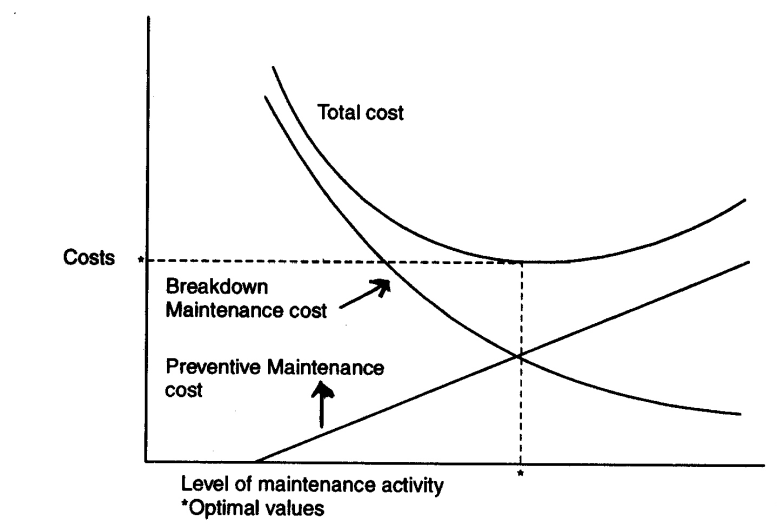 Total cost
Costs *
Breakdown
Maintenance cost
Preventive Maintenance
cost
*
Level of maintenance activity
*Optimal values